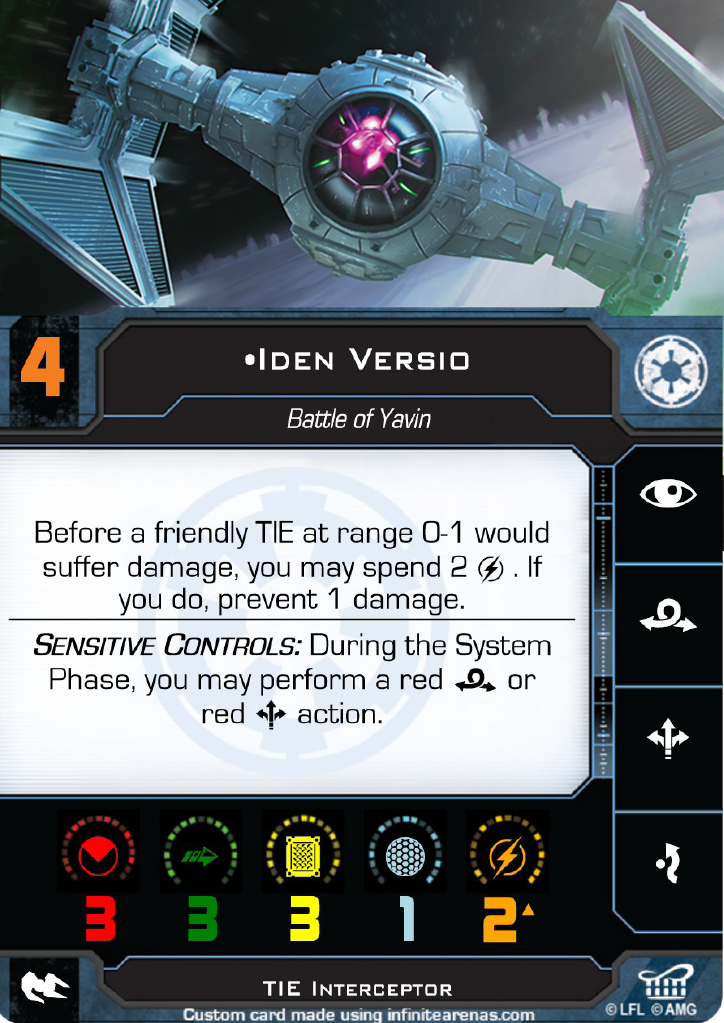 4
•Iden Versio
Battle of Yavin
Before a friendly TIE at range 0-1 would
suffer damage, you may spend 2 . If
you do, prevent 1 damage.
Sensitive Controls: During the System
Phase, you may perform a red or
red action.
3 3 3 1 2▲
TIE Interceptor
©LFL ©AMG
Custom card made using infinitearenas.com